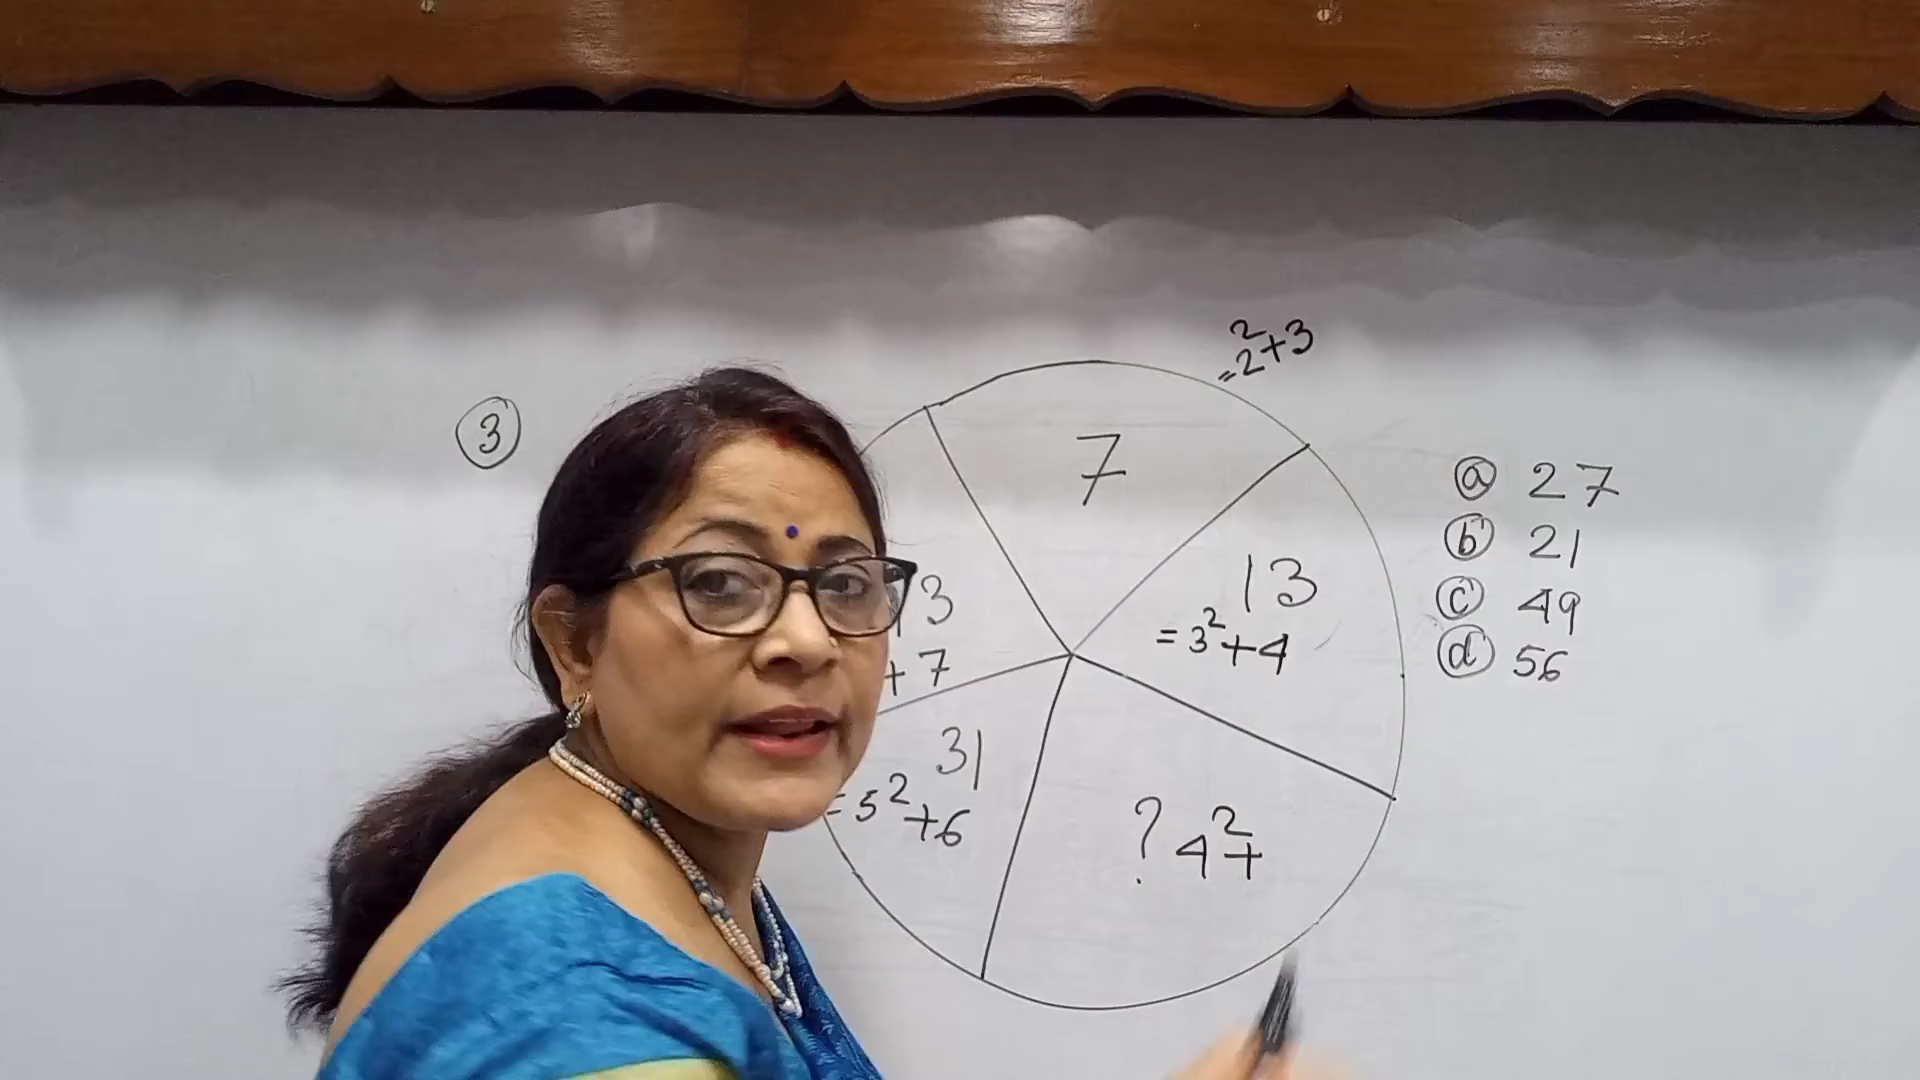 3
= 2² + 3
7
13
= 3² + 4
3
+ 7
31
= 5² + 6
? 4² +
a 27
b 21
c 49
d 56